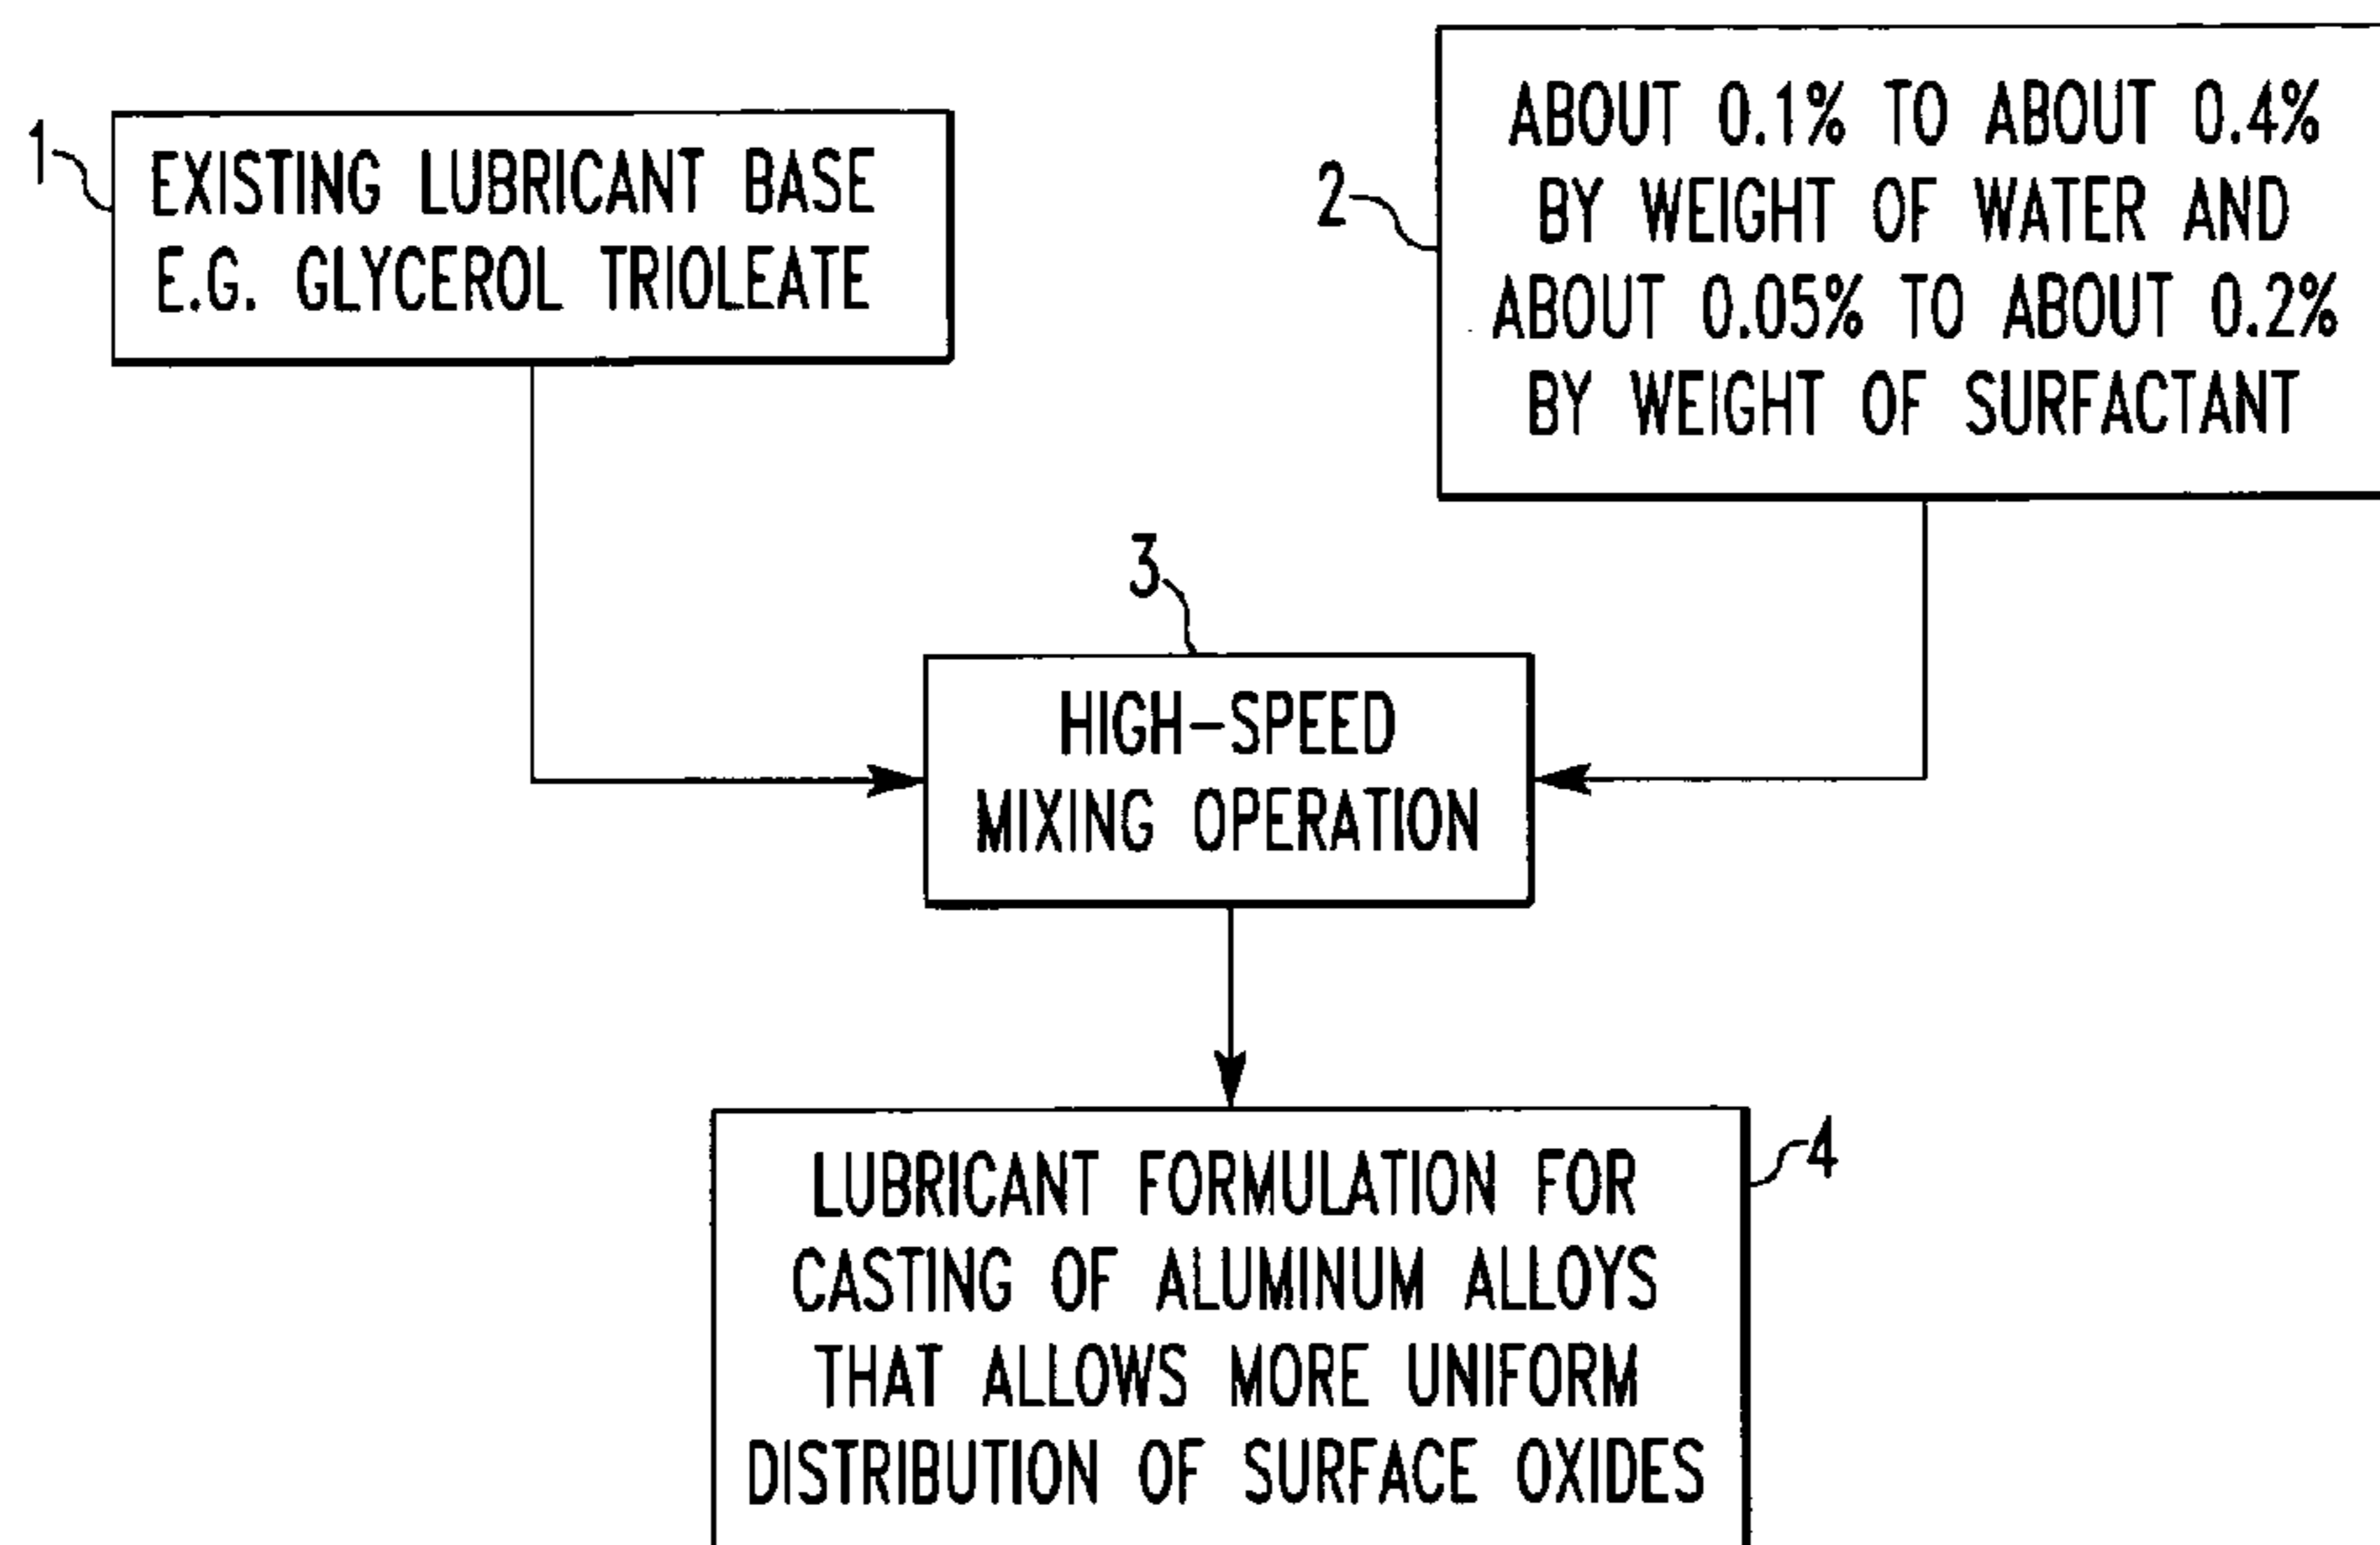 1
EXISTING LUBRICANT BASE
E.G. GLYCEROL TRIOLEATE
2
ABOUT 0.1% TO ABOUT 0.4%
BY WEIGHT OF WATER AND
ABOUT 0.05% TO ABOUT 0.2%
BY WEIGHT OF SURFACTANT
3
HIGH-SPEED
MIXING OPERATION
4
LUBRICANT FORMULATION FOR
CASTING OF ALUMINUM ALLOYS
THAT ALLOWS MORE UNIFORM
DISTRIBUTION OF SURFACE OXIDES